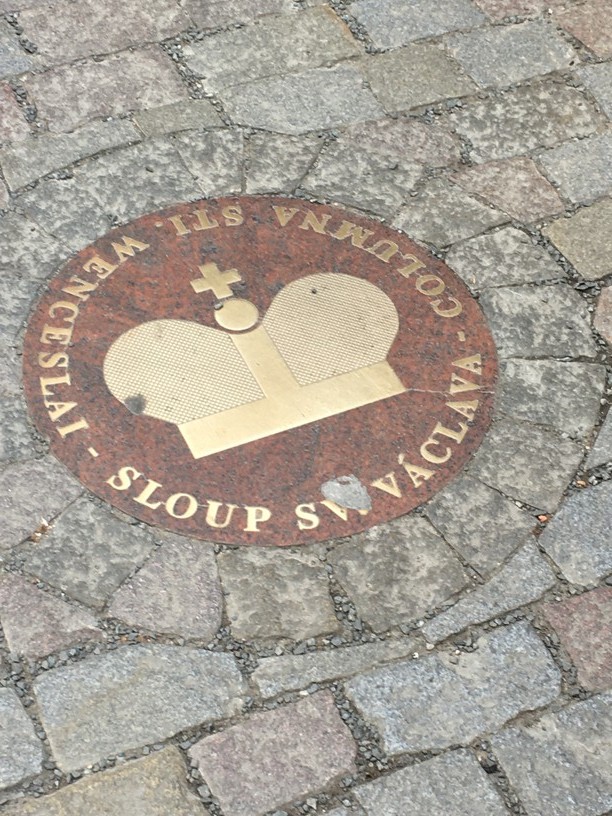 SLOUP SV. VÁCLAVA -
COLUMNA STI. WENCESLAI -